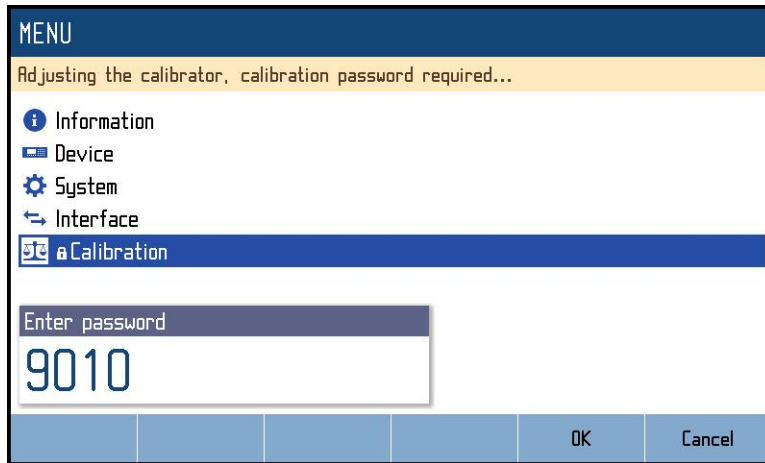 MENU
Adjusting the calibrator, calibration password required...
Information
Device
System
Interface
Calibration
Enter password
9010
OK Cancel